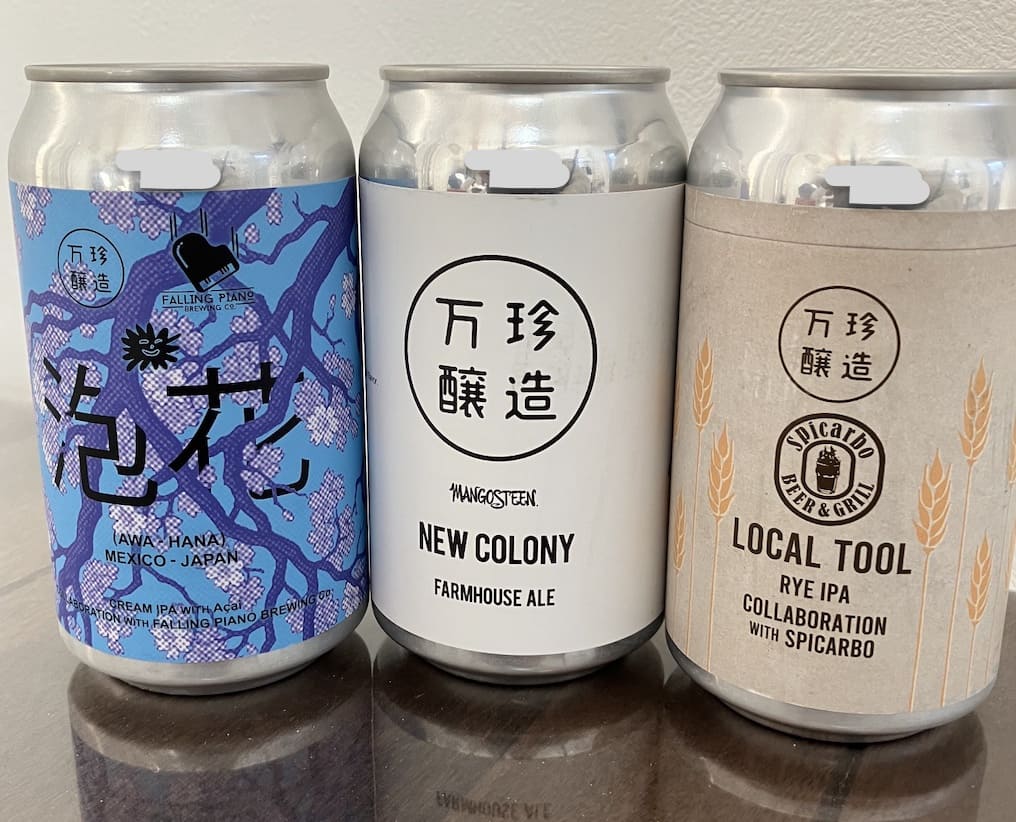 万珍
醸造
FALLING PIANO
BREWING CO.
泡花
(AWA - HANA)
MEXICO - JAPAN
CREAM IPA WITH Açaí
COLLABORATION WITH FALLING PIANO BREWING Co.
万珍
醸造
MANGOSTEEN.
NEW COLONY
FARMHOUSE ALE
万珍
醸造
Spicarbo
BEER & GRILL
LOCAL TOOL
RYE IPA
COLLABORATION
WITH SPICARBO
FARMHOUSE ALE